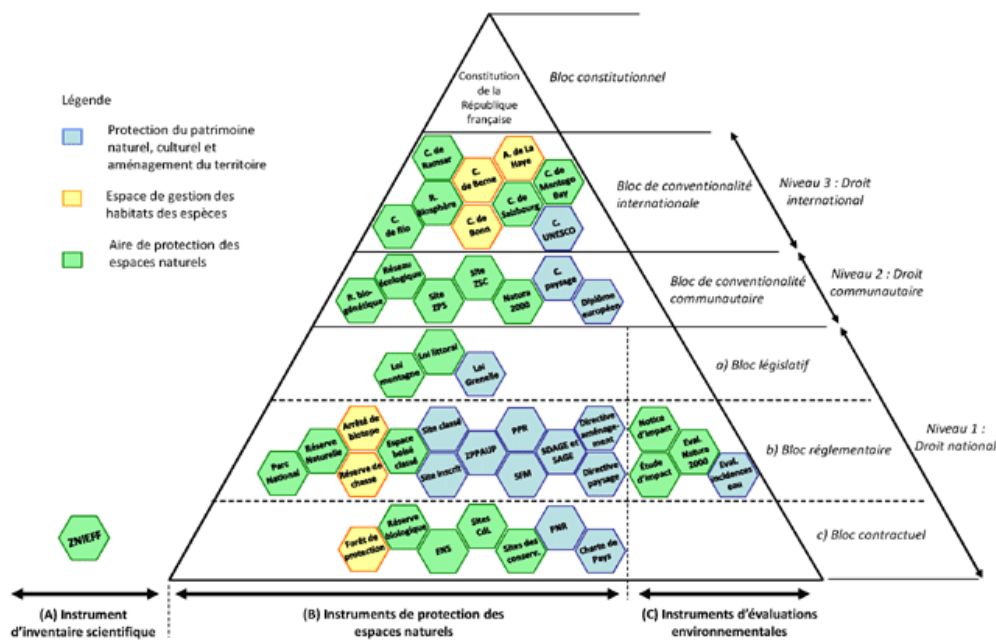 Constitution
de la
République
française
Bloc constitutionnel
Légende
Protection du patrimoine
naturel, culturel et
aménagement du territoire
Espace de gestion des
habitats des espèces
Aire de protection des
espaces naturels
C. de
Ramsar
A. de La
Haye
C.
de Berne
C. de
Montego
Bay
R.
Biosphère
C. de
Salzbourg
C.
de Rio
C. de
Bonn
C.
UNESCO
Bloc de conventionalité
internationale
Niveau 3 : Droit
international
Réseau
écologique
Site
ZSC
C.
paysage
R. bio-
génétique
Site
ZPS
Natura
2000
Diplôme
européen
Bloc de conventionalité
communautaire
Niveau 2 : Droit
communautaire
Loi littoral
Loi
montagne
Loi
Grenelle
a) Bloc législatif
Arrêté de
biotope
Site classé
PPR
Directive
aménage-
ment
Notice
d'impact
Réserve
Naturelle
Espace
boisé
classé
ZPPAUP
SDAGE et
SAGE
Eval.
Natura
2000
Parc
National
Réserve
de chasse
Site inscrit
SFM
Directive
paysage
Étude
d'impact
Eval.
incidences
eau
b) Bloc réglementaire
Niveau 1 :
Droit national
Réserve
biologique
Sites
CdL
PNR
Forêt de
protection
ENS
Sites des
conserv.
Charte de
Pays
c) Bloc contractuel
ZNIEFF
(A) Instrument
d'inventaire scientifique
(B) Instruments de protection des
espaces naturels
(C) Instruments d'évaluations
environnementales